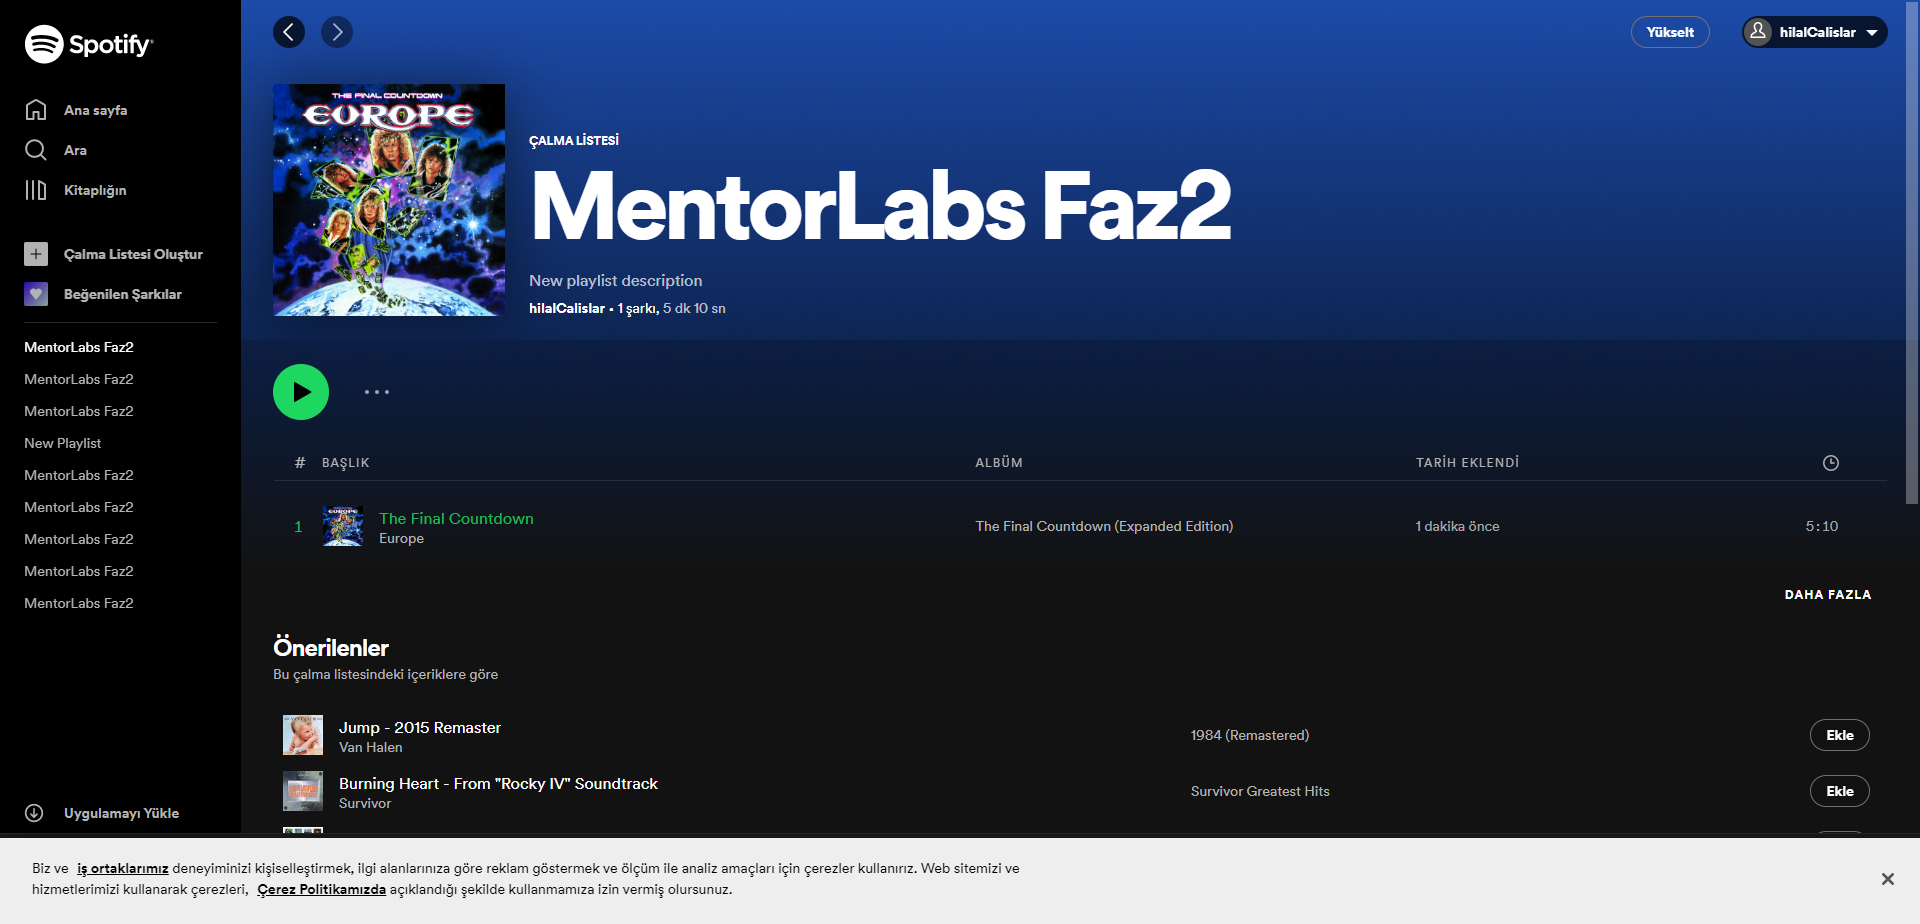 Spotify
Ana sayfa
Ara
Kitaplığın
Çalma Listesi Oluştur
Beğenilen Şarkılar
MentorLabs Faz2
MentorLabs Faz2
MentorLabs Faz2
New Playlist
MentorLabs Faz2
MentorLabs Faz2
MentorLabs Faz2
MentorLabs Faz2
MentorLabs Faz2
Uygulamayı Yükle
Yükselt
hilalCalislar
THE FINAL COUNTDOWN
EUROPE
ÇALMA LİSTESİ
MentorLabs Faz2
New playlist description
hilalCalislar • 1 şarkı, 5 dk 10 sn
# BAŞLIK ALBÜM TARİH EKLENDİ
1 The Final Countdown The Final Countdown (Expanded Edition) 1 dakika önce 5:10
EUROPE
Europe
DAHA FAZLA
Önerilenler
Bu çalma listesindeki içeriklere göre
Jump - 2015 Remaster 1984 (Remastered) Ekle
Van Halen
Burning Heart - From "Rocky IV" Soundtrack Survivor Greatest Hits Ekle
Survivor
Biz ve iş ortaklarımız deneyiminizi kişiselleştirmek, ilgi alanlarınıza göre reklam göstermek ve ölçüm ile analiz amaçları için çerezler kullanırız. Web sitemizi ve
hizmetlerimizi kullanarak çerezleri, Çerez Politikamızda açıklandığı şekilde kullanmamıza izin vermiş olursunuz.